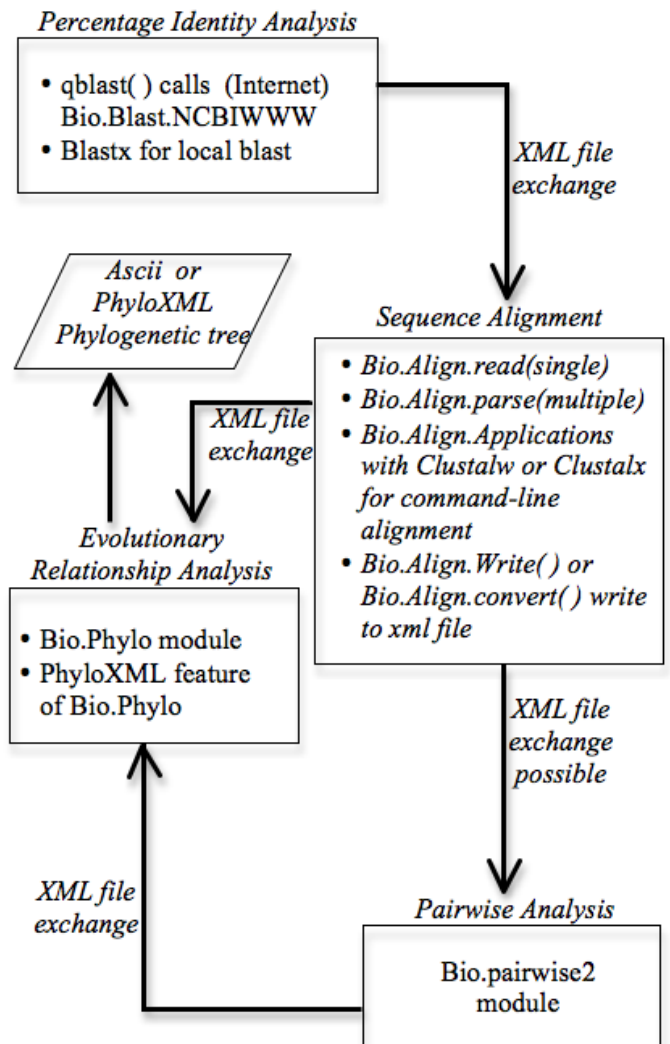 Percentage Identity Analysis
• qblast( ) calls (Internet)
Bio.Blast.NCBIWWW
• Blastx for local blast
XML file
exchange
Ascii or
PhyloXML
Phylogenetic tree
Sequence Alignment
• Bio.Align.read(single)
• Bio.Align.parse(multiple)
• Bio.Align.Applications
with Clustalw or Clustalx
for command-line
alignment
• Bio.Align.Write( ) or
Bio.Align.convert( ) write
to xml file
XML file
exchange
Evolutionary
Relationship Analysis
• Bio.Phylo module
• PhyloXML feature
of Bio.Phylo
XML file
exchange
possible
XML file
exchange
Pairwise Analysis
Bio.pairwise2
module